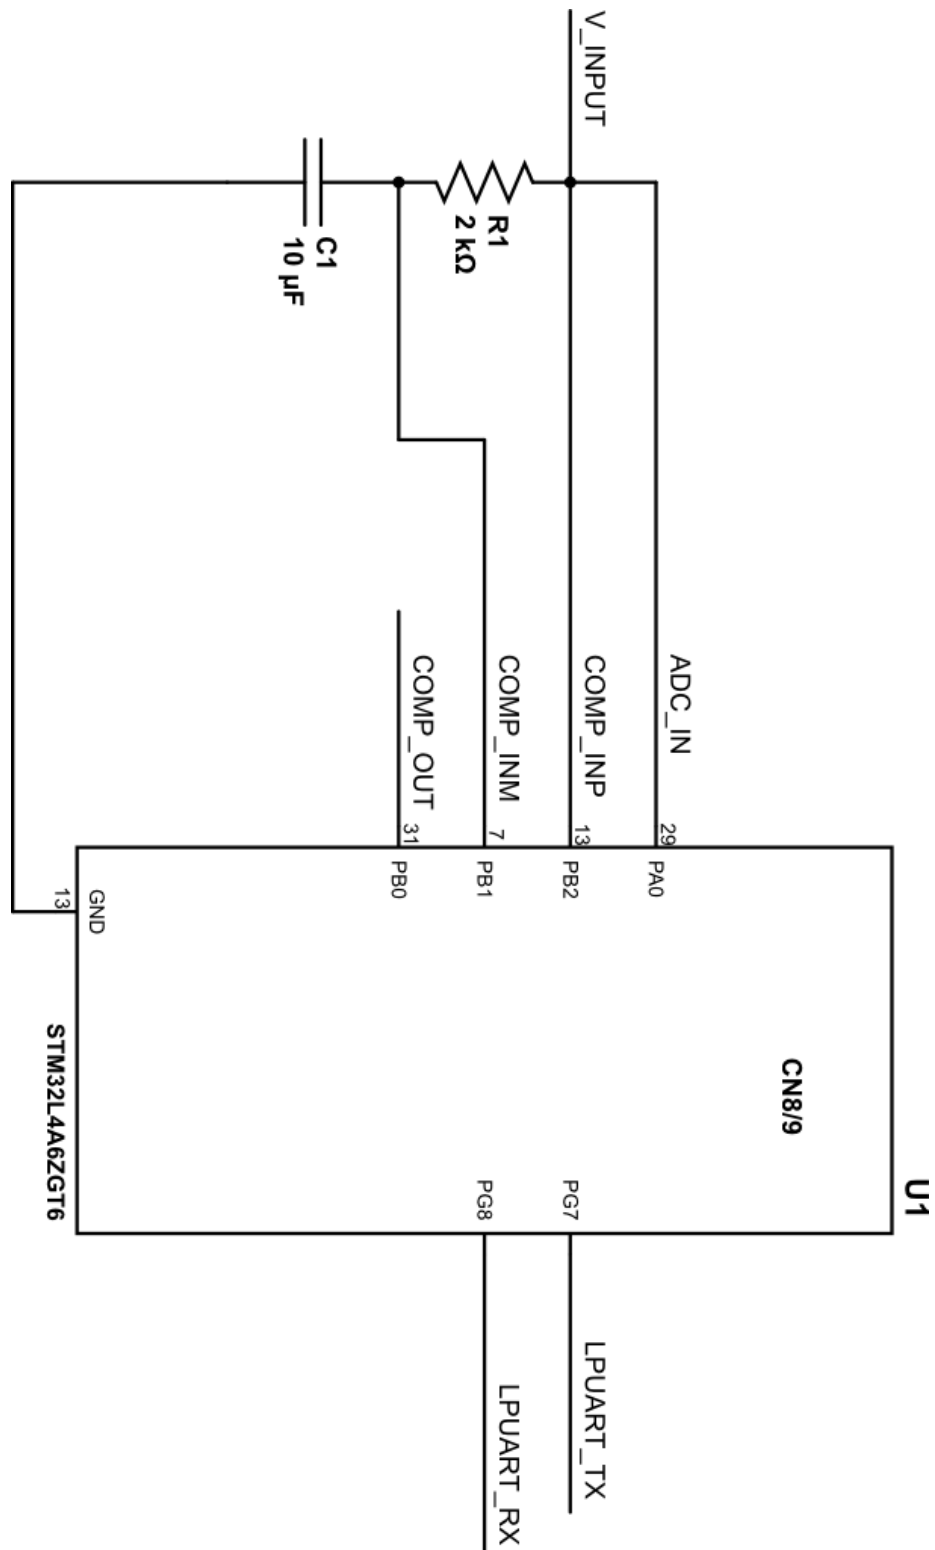 U1
CN8/9
V_INPUT
ADC_IN
29
PA0
COMP_INP
13
PB2
PG7
LPUART_TX
R1
2 kΩ
COMP_INM
7
PB1
PG8
LPUART_RX
COMP_OUT
31
PB0
C1
10 µF
GND
13
STM32L4A6ZGT6